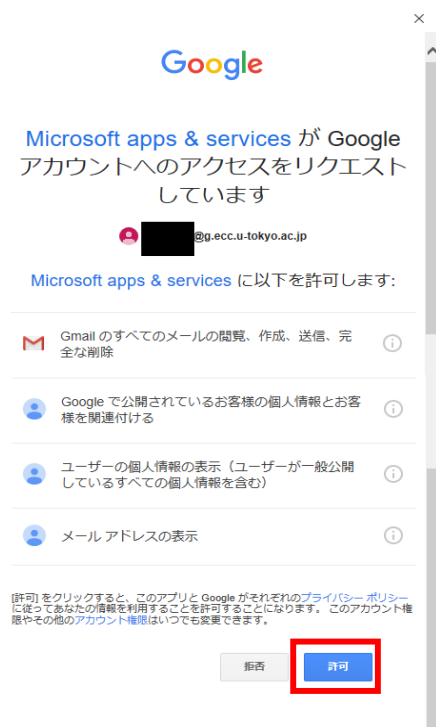 Google
Microsoft apps & services が Google
アカウントへのアクセスをリクエスト
しています
@g.ecc.u-tokyo.ac.jp
Microsoft apps & services に以下を許可します:
Gmail のすべてのメールの閲覧、作成、送信、完
全な削除
Google で公開されているお客様の個人情報とお客
様を関連付ける
ユーザーの個人情報の表示（ユーザーが一般公開
しているすべての個人情報を含む）
メール アドレスの表示
[許可] をクリックすると、このアプリと Google がそれぞれのプライバシー ポリシー
に従ってあなたの情報を利用することを許可することになります。 このアカウント権
限やその他のアカウント権限はいつでも変更できます。
拒否
許可